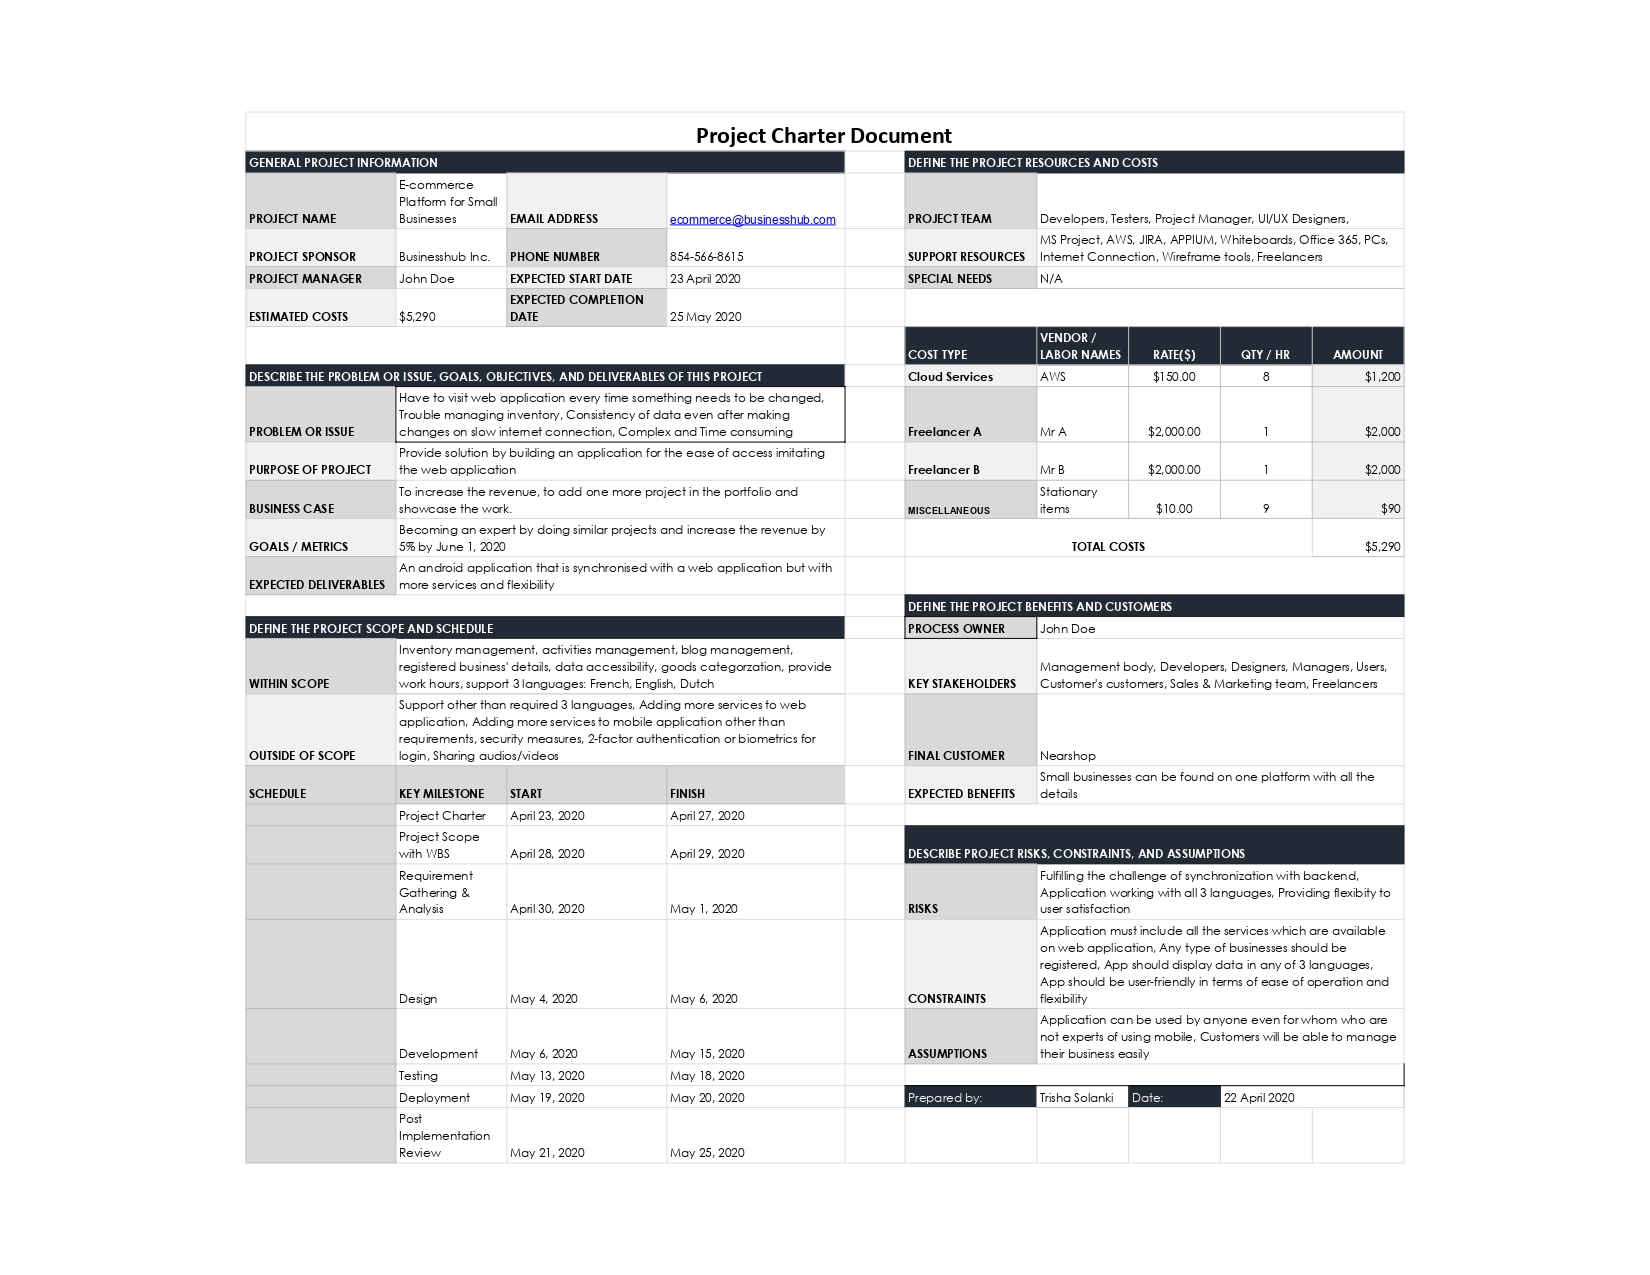 Project Charter Document
GENERAL PROJECT INFORMATION
PROJECT NAME
E-commerce
Platform for Small
Businesses
EMAIL ADDRESS
ecommerce@businesshub.com
PROJECT SPONSOR
Businesshub Inc.
PHONE NUMBER
854-566-8615
PROJECT MANAGER
John Doe
EXPECTED START DATE
23 April 2020
ESTIMATED COSTS
$5,290
EXPECTED COMPLETION
DATE
25 May 2020
DESCRIBE THE PROBLEM OR ISSUE, GOALS, OBJECTIVES, AND DELIVERABLES OF THIS PROJECT
PROBLEM OR ISSUE
Have to visit web application every time something needs to be changed,
Trouble managing inventory, Consistency of data even after making
changes on slow internet connection, Complex and Time consuming
PURPOSE OF PROJECT
Provide solution by building an application for the ease of access imitating
the web application
BUSINESS CASE
To increase the revenue, to add one more project in the portfolio and
showcase the work.
GOALS / METRICS
Becoming an expert by doing similar projects and increase the revenue by
5% by June 1, 2020
EXPECTED DELIVERABLES
An android application that is synchronised with a web application but with
more services and flexibility
DEFINE THE PROJECT SCOPE AND SCHEDULE
WITHIN SCOPE
Inventory management, activities management, blog management,
registered business' details, data accessibility, goods categorzation, provide
work hours, support 3 languages: French, English, Dutch
OUTSIDE OF SCOPE
Support other than required 3 languages, Adding more services to web
application, Adding more services to mobile application other than
requirements, security measures, 2-factor authentication or biometrics for
login, Sharing audios/videos
SCHEDULE
KEY MILESTONE
START
FINISH
Project Charter
April 23, 2020
April 27, 2020
Project Scope
with WBS
April 28, 2020
April 29, 2020
Requirement
Gathering &
Analysis
April 30, 2020
May 1, 2020
Design
May 4, 2020
May 6, 2020
Development
May 6, 2020
May 15, 2020
Testing
May 13, 2020
May 18, 2020
Deployment
May 19, 2020
May 20, 2020
Post
Implementation
Review
May 21, 2020
May 25, 2020
DEFINE THE PROJECT RESOURCES AND COSTS
PROJECT TEAM
Developers, Testers, Project Manager, UI/UX Designers,
SUPPORT RESOURCES
MS Project, AWS, JIRA, APPIUM, Whiteboards, Office 365, PCs,
Internet Connection, Wireframe tools, Freelancers
SPECIAL NEEDS
N/A
COST TYPE
VENDOR /
LABOR NAMES
RATE($)
QTY / HR
AMOUNT
Cloud Services
AWS
$150.00
8
$1,200
Freelancer A
Mr A
$2,000.00
1
$2,000
Freelancer B
Mr B
$2,000.00
1
$2,000
MISCELLANEOUS
Stationary
items
$10.00
9
$90
TOTAL COSTS
$5,290
DEFINE THE PROJECT BENEFITS AND CUSTOMERS
PROCESS OWNER
John Doe
KEY STAKEHOLDERS
Management body, Developers, Designers, Managers, Users,
Customer's customers, Sales & Marketing team, Freelancers
FINAL CUSTOMER
Nearshop
EXPECTED BENEFITS
Small businesses can be found on one platform with all the
details
DESCRIBE PROJECT RISKS, CONSTRAINTS, AND ASSUMPTIONS
RISKS
Fulfilling the challenge of synchronization with backend,
Application working with all 3 languages, Providing flexibity to
user satisfaction
CONSTRAINTS
Application must include all the services which are available
on web application, Any type of businesses should be
registered, App should display data in any of 3 languages,
App should be user-friendly in terms of ease of operation and
flexibility
ASSUMPTIONS
Application can be used by anyone even for whom who are
not experts of using mobile, Customers will be able to manage
their business easily
Prepared by:
Trisha Solanki
Date:
22 April 2020